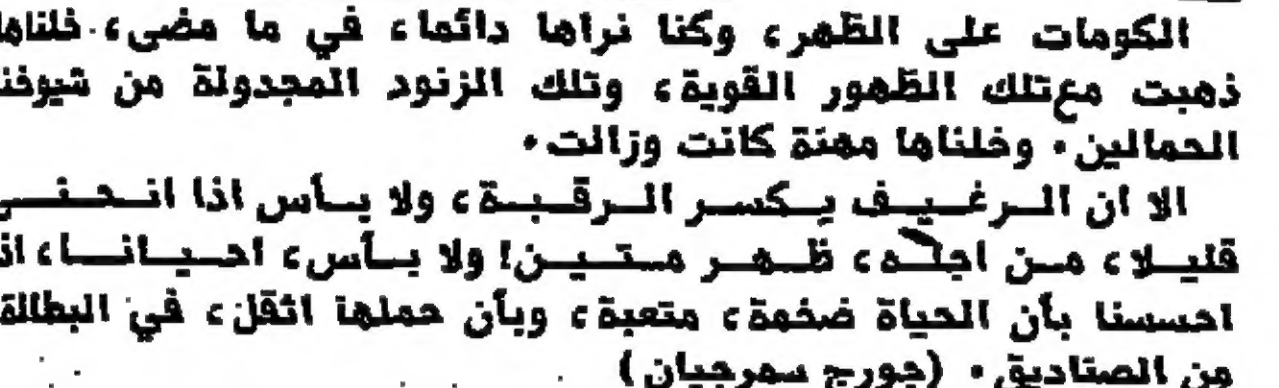 الكومات على الظهر، وكنا نراها دائما، في ما مضى، خلناها
ذهبت مع تلك الظهور القوية، وتلك الزنود المجدولة من شيوخنا
الحمالين. وخلناها مهنة كانت وزالت.
الا ان الرغيف يكسر الرقبة، ولا بأس اذا انحنى
قليلا، من اجله، ظهر متين! ولا بأس، احيانا، اذ
احسسنا بأن الحياة ضخمة، متعبة، وبأن حملها اثقل، في البطالة
من الصناديق. (جورج سمرجيان)